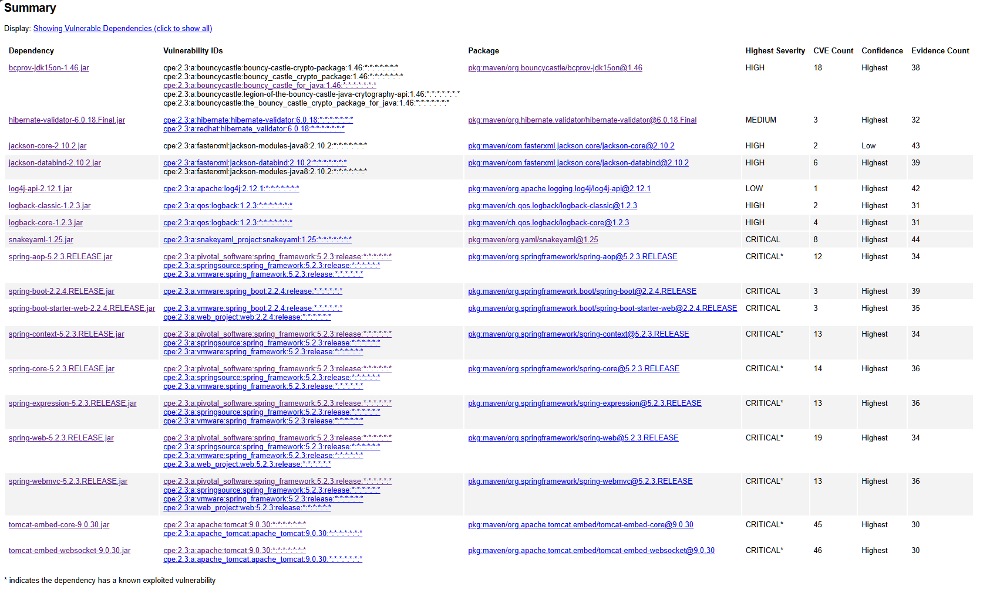 Summary
Display: Showing Vulnerable Dependencies (click to show all)
Dependency Vulnerability IDs Package Highest Severity CVE Count Confidence Evidence Count
bcprov-jdk15on-1.46.jar cpe:2.3:a:bouncycastle:bouncy-castle-crypto-package:1.46:*:*:*:*:*:*:* pkg:maven/org.bouncycastle/bcprov-jdk15on@1.46 HIGH 18 Highest 38
cpe:2.3:a:bouncycastle:bouncy_castle_crypto_package:1.46:*:*:*:*:*:*:*
cpe:2.3:a:bouncycastle:bouncy_castle_for_java:1.46:*:*:*:*:*:*:*
cpe:2.3:a:bouncycastle:legion-of-the-bouncy-castle-java-crytography-api:1.46:*:*:*:*:*:*:*
cpe:2.3:a:bouncycastle:the_bouncy_castle_crypto_package_for_java:1.46:*:*:*:*:*:*:*
hibernate-validator-6.0.18.Final.jar cpe:2.3:a:hibernate:hibernate-validator:6.0.18:*:*:*:*:*:*:* pkg:maven/org.hibernate.validator/hibernate-validator@6.0.18.Final MEDIUM 3 Highest 32
cpe:2.3:a:redhat:hibernate_validator:6.0.18:*:*:*:*:*:*:*
jackson-core-2.10.2.jar cpe:2.3:a:fasterxml:jackson-modules-java8:2.10.2:*:*:*:*:*:*:* pkg:maven/com.fasterxml.jackson.core/jackson-core@2.10.2 HIGH 2 Low 43
jackson-databind-2.10.2.jar cpe:2.3:a:fasterxml:jackson-databind:2.10.2:*:*:*:*:*:*:* pkg:maven/com.fasterxml.jackson.core/jackson-databind@2.10.2 HIGH 6 Highest 39
cpe:2.3:a:fasterxml:jackson-modules-java8:2.10.2:*:*:*:*:*:*:*
log4j-api-2.12.1.jar cpe:2.3:a:apache:log4j:2.12.1:*:*:*:*:*:*:* pkg:maven/org.apache.logging.log4j/log4j-api@2.12.1 LOW 1 Highest 42
logback-classic-1.2.3.jar cpe:2.3:a:qos:logback:1.2.3:*:*:*:*:*:*:* pkg:maven/ch.qos.logback/logback-classic@1.2.3 HIGH 2 Highest 31
logback-core-1.2.3.jar cpe:2.3:a:qos:logback:1.2.3:*:*:*:*:*:*:* pkg:maven/ch.qos.logback/logback-core@1.2.3 HIGH 4 Highest 31
snakeyaml-1.25.jar cpe:2.3:a:snakeyaml_project:snakeyaml:1.25:*:*:*:*:*:*:* pkg:maven/org.yaml/snakeyaml@1.25 CRITICAL 8 Highest 44
spring-aop-5.2.3.RELEASE.jar cpe:2.3:a:pivotal_software:spring_framework:5.2.3:release:*:*:*:*:*:* pkg:maven/org.springframework/spring-aop@5.2.3.RELEASE CRITICAL* 12 Highest 34
cpe:2.3:a:springsource:spring_framework:5.2.3:release:*:*:*:*:*:*
cpe:2.3:a:vmware:spring_framework:5.2.3:release:*:*:*:*:*:*
spring-boot-2.2.4.RELEASE.jar cpe:2.3:a:vmware:spring_boot:2.2.4:release:*:*:*:*:*:* pkg:maven/org.springframework.boot/spring-boot@2.2.4.RELEASE CRITICAL 3 Highest 39
spring-boot-starter-web-2.2.4.RELEASE.jar cpe:2.3:a:vmware:spring_boot:2.2.4:release:*:*:*:*:*:* pkg:maven/org.springframework.boot/spring-boot-starter-web@2.2.4.RELEASE CRITICAL 3 Highest 35
cpe:2.3:a:web_project:web:2.2.4:release:*:*:*:*:*:*
spring-context-5.2.3.RELEASE.jar cpe:2.3:a:pivotal_software:spring_framework:5.2.3:release:*:*:*:*:*:* pkg:maven/org.springframework/spring-context@5.2.3.RELEASE CRITICAL* 13 Highest 34
cpe:2.3:a:springsource:spring_framework:5.2.3:release:*:*:*:*:*:*
cpe:2.3:a:vmware:spring_framework:5.2.3:release:*:*:*:*:*:*
spring-core-5.2.3.RELEASE.jar cpe:2.3:a:pivotal_software:spring_framework:5.2.3:release:*:*:*:*:*:* pkg:maven/org.springframework/spring-core@5.2.3.RELEASE CRITICAL* 14 Highest 36
cpe:2.3:a:springsource:spring_framework:5.2.3:release:*:*:*:*:*:*
cpe:2.3:a:vmware:spring_framework:5.2.3:release:*:*:*:*:*:*
spring-expression-5.2.3.RELEASE.jar cpe:2.3:a:pivotal_software:spring_framework:5.2.3:release:*:*:*:*:*:* pkg:maven/org.springframework/spring-expression@5.2.3.RELEASE CRITICAL* 13 Highest 36
cpe:2.3:a:springsource:spring_framework:5.2.3:release:*:*:*:*:*:*
cpe:2.3:a:vmware:spring_framework:5.2.3:release:*:*:*:*:*:*
spring-web-5.2.3.RELEASE.jar cpe:2.3:a:pivotal_software:spring_framework:5.2.3:release:*:*:*:*:*:* pkg:maven/org.springframework/spring-web@5.2.3.RELEASE CRITICAL* 19 Highest 34
cpe:2.3:a:springsource:spring_framework:5.2.3:release:*:*:*:*:*:*
cpe:2.3:a:vmware:spring_framework:5.2.3:release:*:*:*:*:*:*
cpe:2.3:a:web_project:web:5.2.3:release:*:*:*:*:*:*
spring-webmvc-5.2.3.RELEASE.jar cpe:2.3:a:pivotal_software:spring_framework:5.2.3:release:*:*:*:*:*:* pkg:maven/org.springframework/spring-webmvc@5.2.3.RELEASE CRITICAL* 13 Highest 36
cpe:2.3:a:springsource:spring_framework:5.2.3:release:*:*:*:*:*:*
cpe:2.3:a:vmware:spring_framework:5.2.3:release:*:*:*:*:*:*
cpe:2.3:a:web_project:web:5.2.3:release:*:*:*:*:*:*
tomcat-embed-core-9.0.30.jar cpe:2.3:a:apache:tomcat:9.0.30:*:*:*:*:*:*:* pkg:maven/org.apache.tomcat.embed/tomcat-embed-core@9.0.30 CRITICAL* 45 Highest 30
cpe:2.3:a:apache_tomcat:apache_tomcat:9.0.30:*:*:*:*:*:*:*
tomcat-embed-websocket-9.0.30.jar cpe:2.3:a:apache:tomcat:9.0.30:*:*:*:*:*:*:* pkg:maven/org.apache.tomcat.embed/tomcat-embed-websocket@9.0.30 CRITICAL* 46 Highest 30
cpe:2.3:a:apache_tomcat:apache_tomcat:9.0.30:*:*:*:*:*:*:*
* indicates the dependency has a known exploited vulnerability